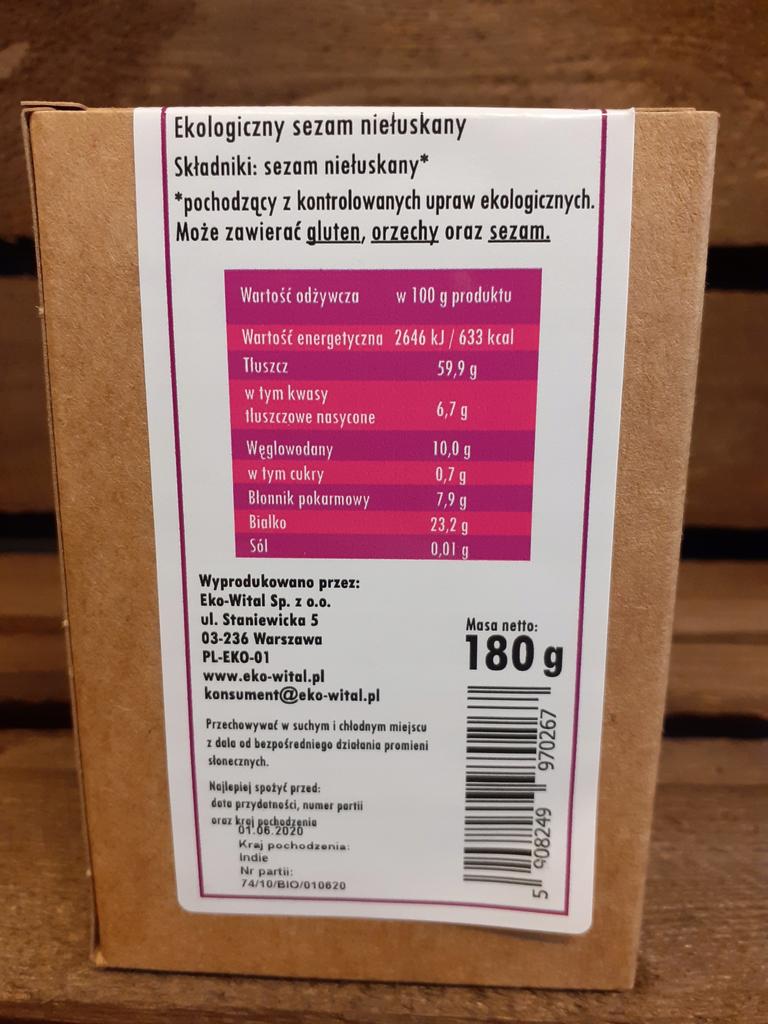 Ekologiczny sezam niełuskany
Składniki: sezam niełuskany*
*pochodzący z kontrolowanych upraw ekologicznych.
Może zawierać gluten, orzechy oraz sezam.
Wartość odżywcza w 100 g produktu
Wartość energetyczna 2646 kJ / 633 kcal
Tłuszcz 59,9 g
w tym kwasy
tłuszczowe nasycone 6,7 g
Węglowodany 10,0 g
w tym cukry 0,7 g
Błonnik pokarmowy 7,9 g
Białko 23,2 g
Sól 0,01 g
Wyprodukowano przez:
Eko-Wital Sp. z o.o.
ul. Staniewicka 5
03-236 Warszawa
PL-EKO-01
www.eko-wital.pl
konsument@eko-wital.pl
Masa netto:
180 g
Przechowywać w suchym i chłodnym miejscu
z dala od bezpośredniego działania promieni
słonecznych.
Najlepiej spożyć przed:
data przydatności, numer partii
oraz kraj pochodzenia
01.06.2020
Kraj pochodzenia:
Indie
Nr partii:
74/10/BIO/010620
5 908249 970267